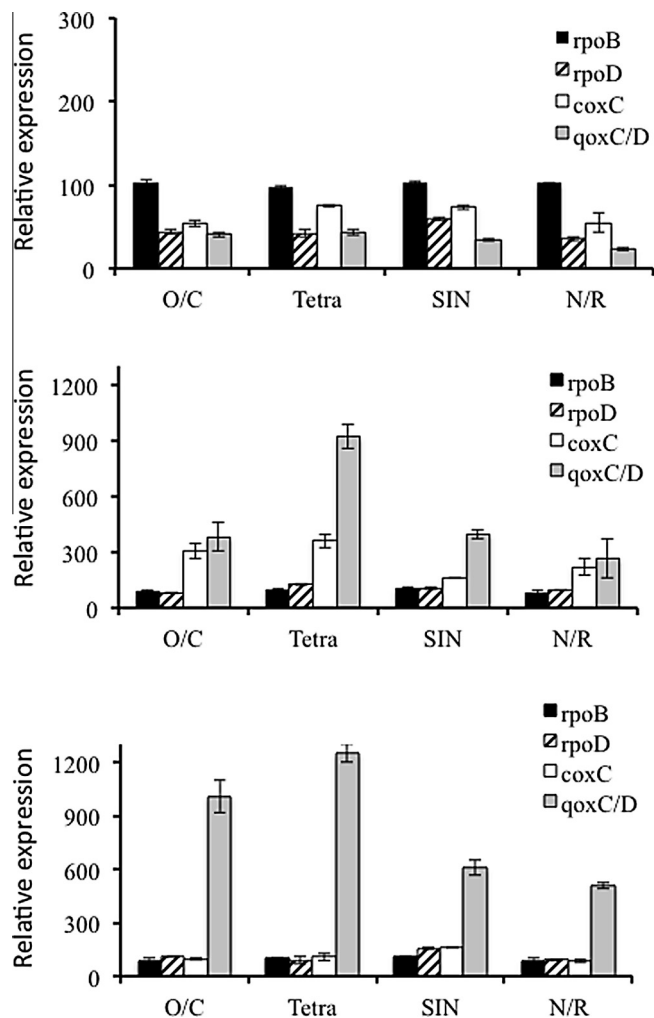 Relative expression
300
200
100
0
rpoB
rpoD
coxC
qoxC/D
O/C Tetra SIN N/R
Relative expression
1200
900
600
300
0
rpoB
rpoD
coxC
qoxC/D
O/C Tetra SIN N/R
Relative expression
1200
900
600
300
0
rpoB
rpoD
coxC
qoxC/D
O/C Tetra SIN N/R